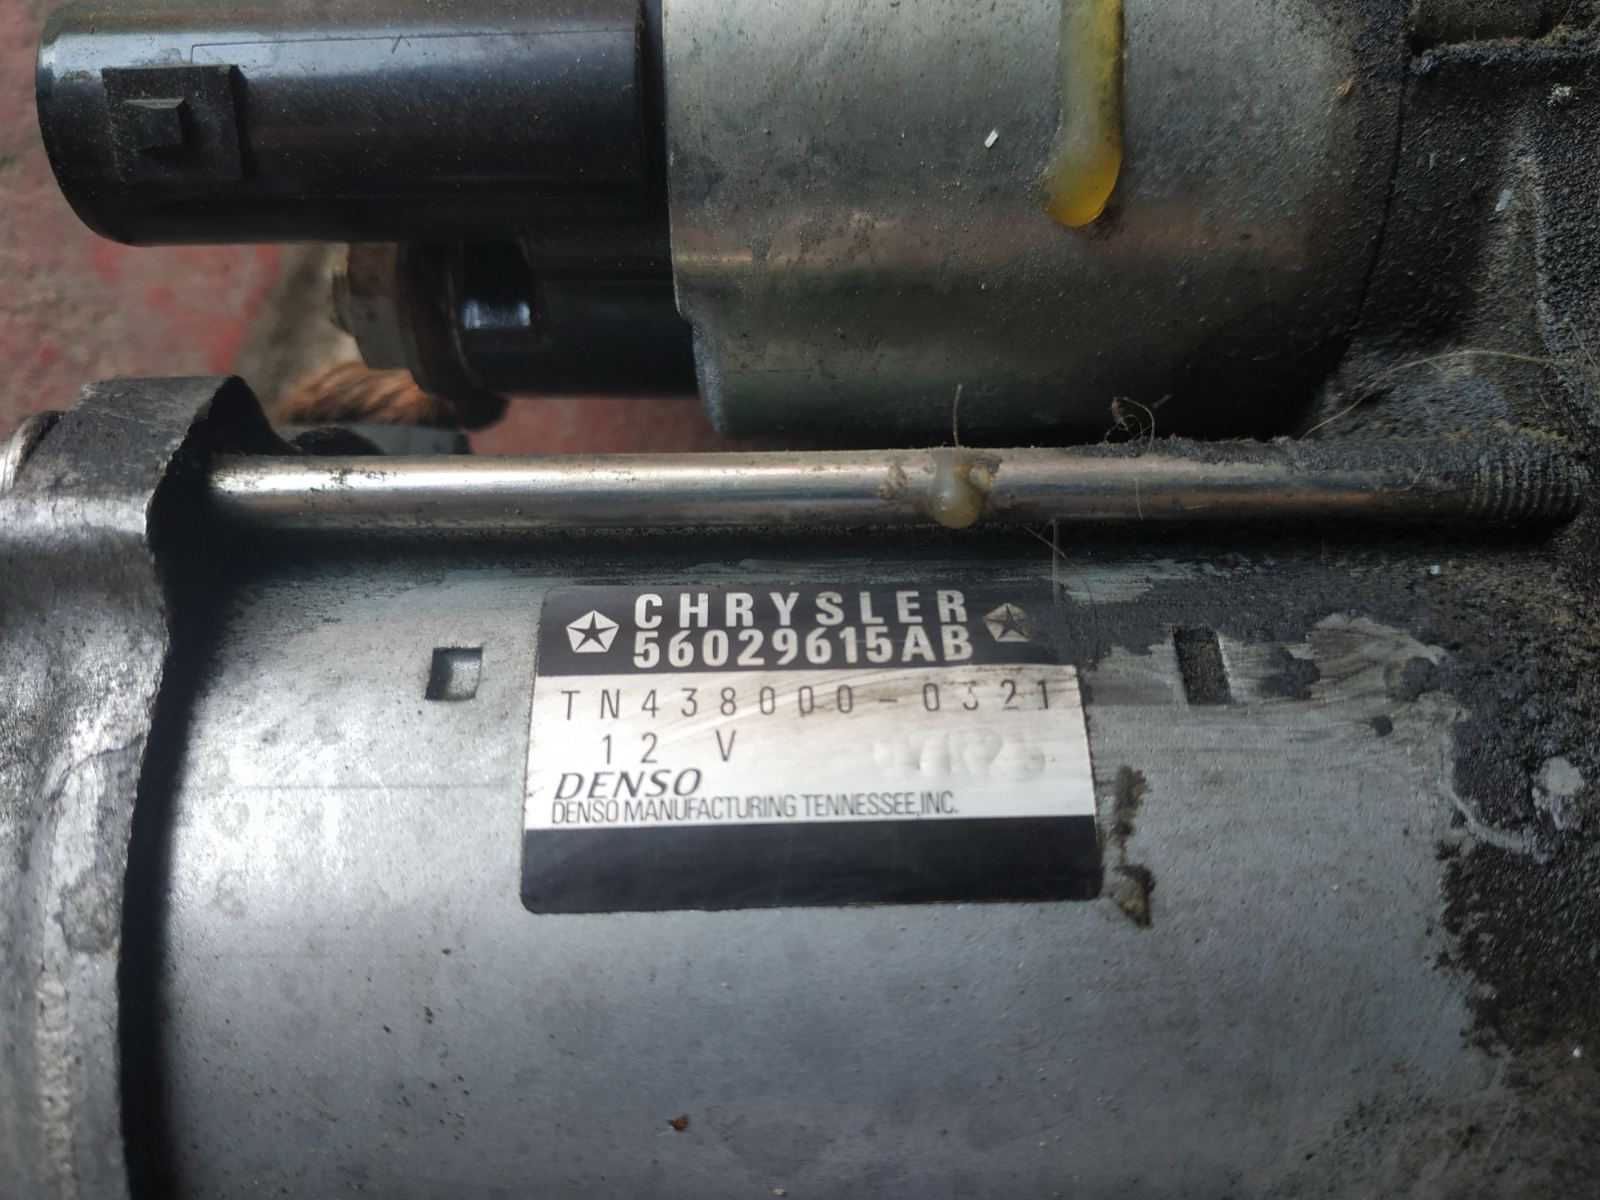 CHRYSLER
56029615AB
TN438000-0321
12 V
DENSO
DENSO MANUFACTURING TENNESSEE, INC.